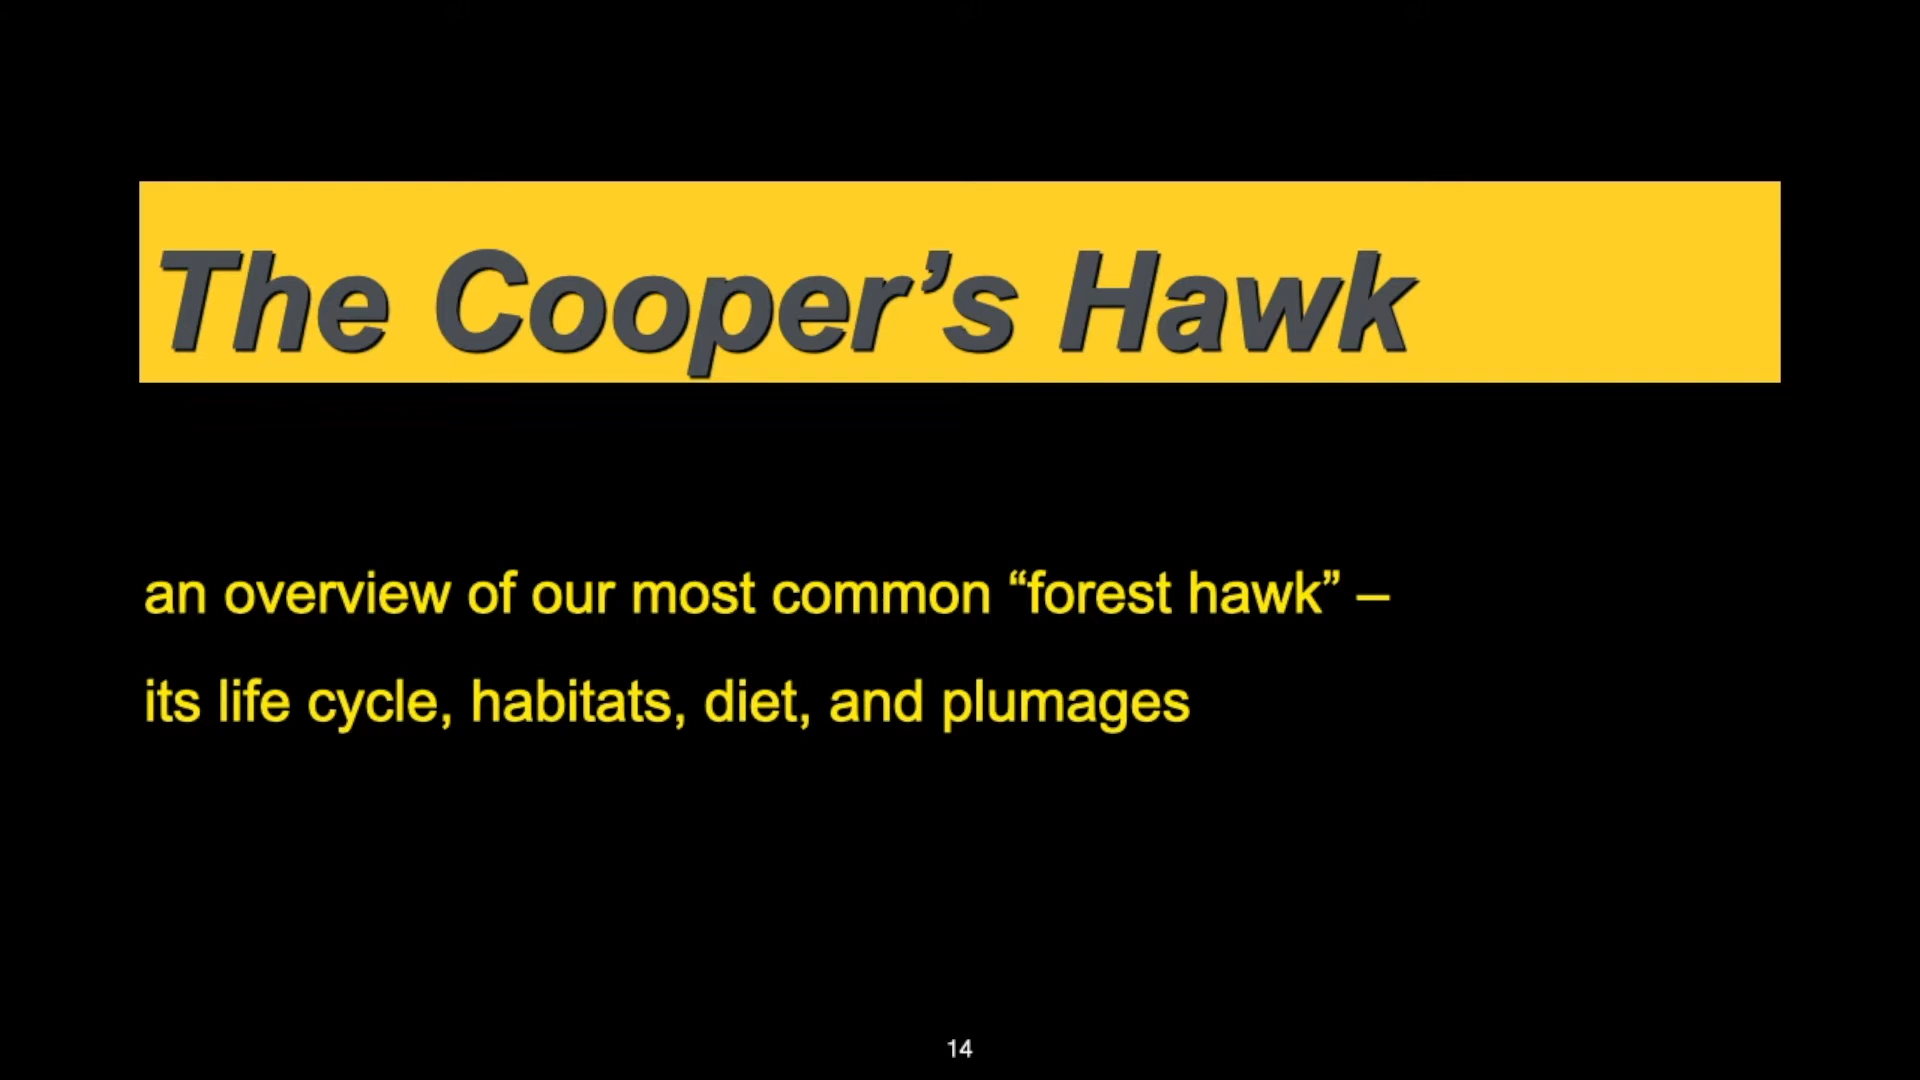 The Cooper’s Hawk
an overview of our most common “forest hawk” –
its life cycle, habitats, diet, and plumages
14